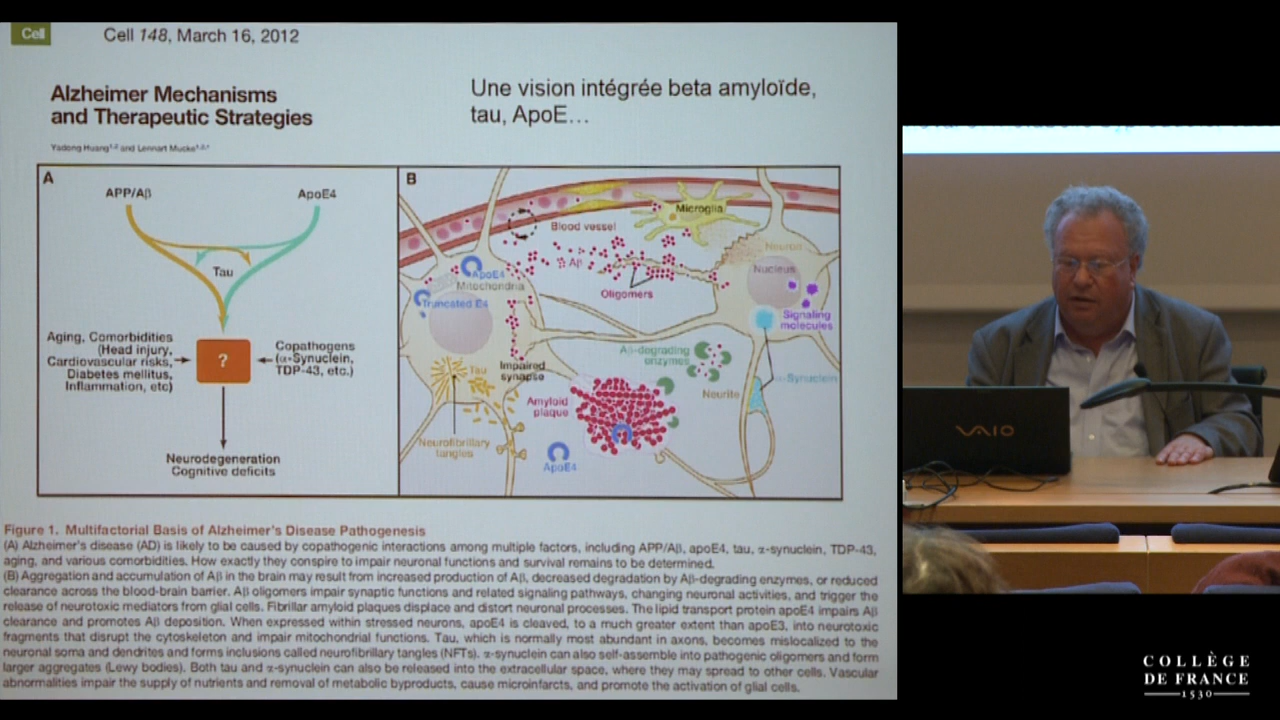 Cell
Cell 148, March 16, 2012
Alzheimer Mechanisms
and Therapeutic Strategies
Une vision intégrée beta amyloïde,
tau, ApoE...
Yadong Huang1,2 and Lennart Mucke1,2,*
A
APP/Aβ
ApoE4
Tau
Aging, Comorbidities
(Head injury,
Cardiovascular risks,
Diabetes mellitus,
Inflammation, etc)
?
Copathogens
(α-Synuclein,
TDP-43, etc.)
Neurodegeneration
Cognitive deficits
B
Microglia
Blood vessel
Neuron
Aβ
ApoE4
Nucleus
Mitochondria
Oligomers
Truncated E4
Signaling
molecules
Aβ-degrading
enzymes
Impaired
synapse
Tau
α-Synuclein
Neurite
Amyloid
plaque
Neurofibrillary
tangles
ApoE4
Figure 1. Multifactorial Basis of Alzheimer's Disease Pathogenesis
(A) Alzheimer's disease (AD) is likely to be caused by copathogenic interactions among multiple factors, including APP/Aβ, apoE4, tau, α-synuclein, TDP-43,
aging, and various comorbidities. How exactly they conspire to impair neuronal functions and survival remains to be determined.
(B) Aggregation and accumulation of Aβ in the brain may result from increased production of Aβ, decreased degradation by Aβ-degrading enzymes, or reduced
clearance across the blood-brain barrier. Aβ oligomers impair synaptic functions and related signaling pathways, changing neuronal activities, and trigger the
release of neurotoxic mediators from glial cells. Fibrillar amyloid plaques displace and distort neuronal processes. The lipid transport protein apoE4 impairs Aβ
clearance and promotes Aβ deposition. When expressed within stressed neurons, apoE4 is cleaved, to a much greater extent than apoE3, into neurotoxic
fragments that disrupt the cytoskeleton and impair mitochondrial functions. Tau, which is normally most abundant in axons, becomes mislocalized to the
neuronal soma and dendrites and forms inclusions called neurofibrillary tangles (NFTs). α-synuclein can also self-assemble into pathogenic oligomers and form
larger aggregates (Lewy bodies). Both tau and α-synuclein can also be released into the extracellular space, where they may spread to other cells. Vascular
abnormalities impair the supply of nutrients and removal of metabolic byproducts, cause microinfarcts, and promote the activation of glial cells.
VAIO
COLLÈGE
DE FRANCE
1530